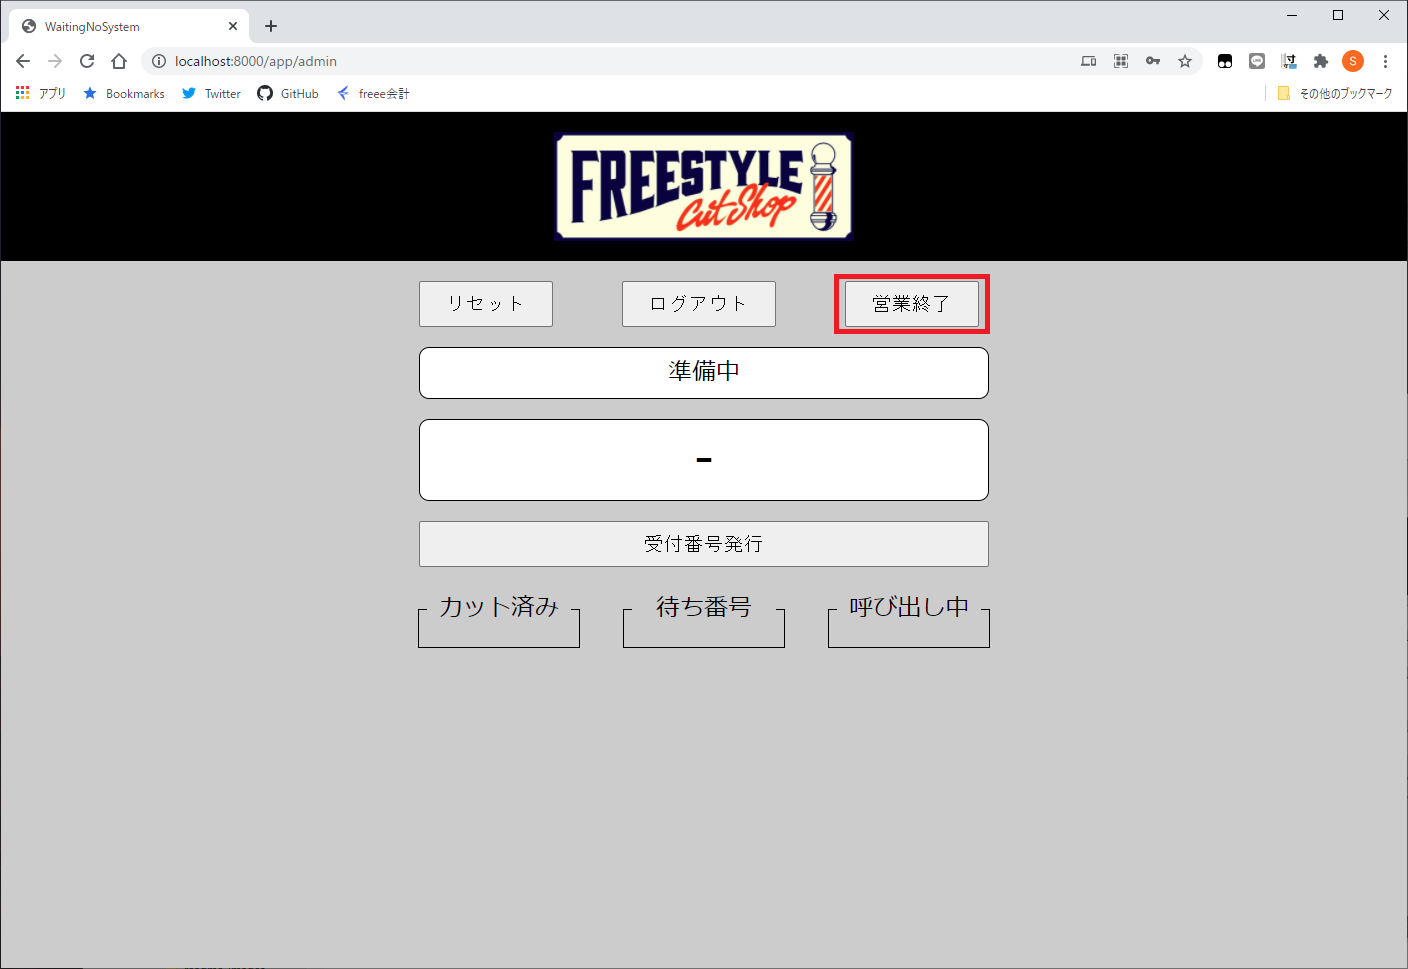 WaitingNoSystem
localhost:8000/app/admin
S
アプリ Bookmarks Twitter GitHub freee会計 その他のブックマーク
FREESTYLE
Cut Shop
リセット ログアウト 営業終了
準備中
-
受付番号発行
カット済み 待ち番号 呼び出し中